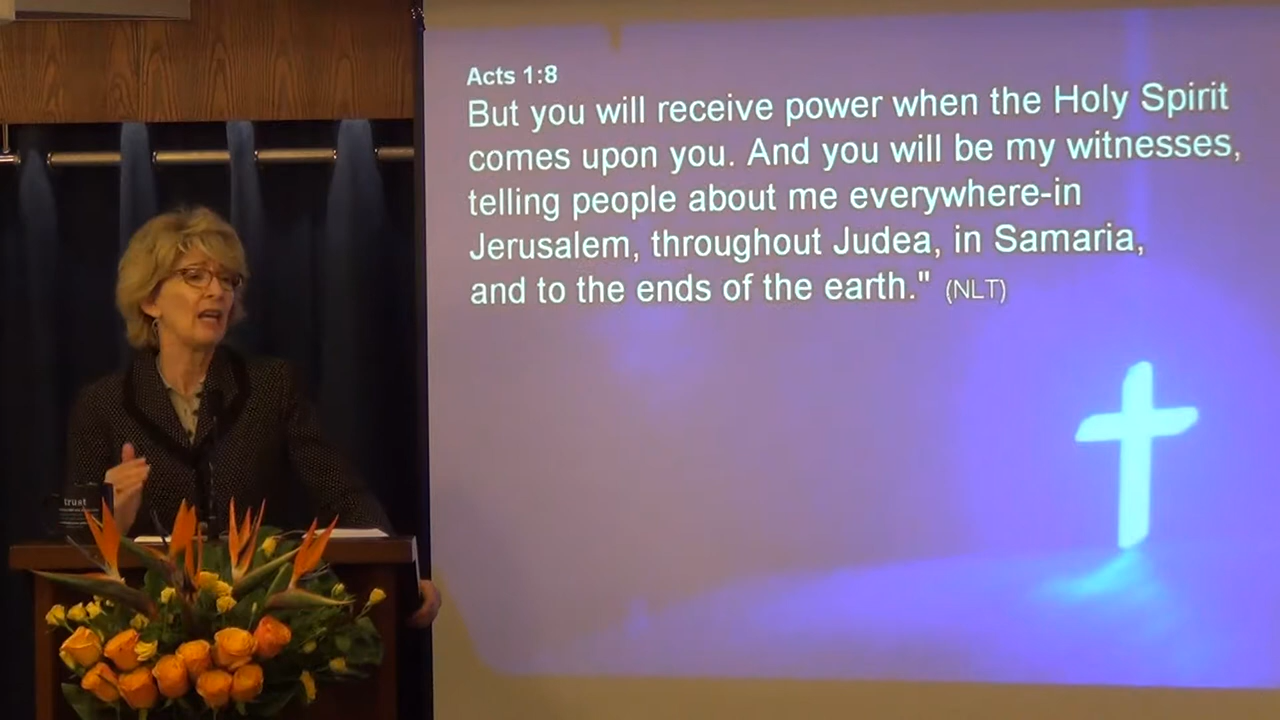 Acts 1:8
But you will receive power when the Holy Spirit
comes upon you. And you will be my witnesses,
telling people about me everywhere-in
Jerusalem, throughout Judea, in Samaria,
and to the ends of the earth." (NLT)
trust